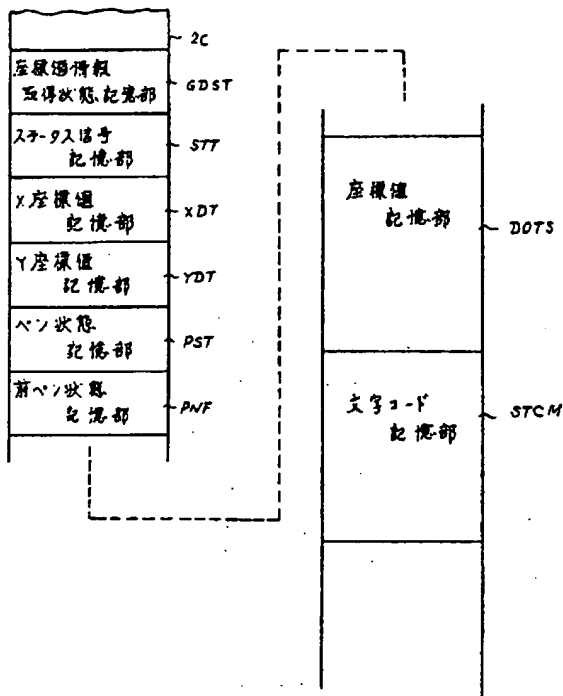 2C
座標値情報
取得状態記憶部
GDST
ステータス信号
記憶部
STT
X座標値
記憶部
XDT
Y座標値
記憶部
YDT
ペン状態
記憶部
PST
前ペン状態
記憶部
PNF
座標値
記憶部
DOTS
文字コード
記憶部
STCM